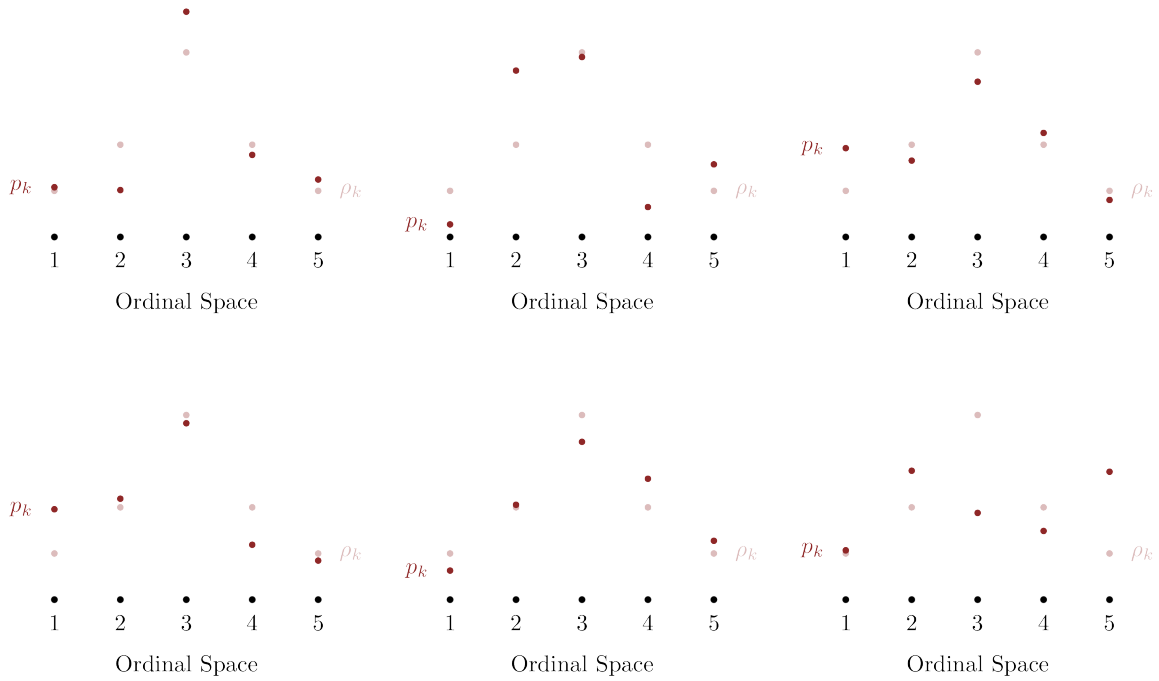 p_k ρ_k p_k ρ_k p_k ρ_k
1 2 3 4 5 1 2 3 4 5 1 2 3 4 5
Ordinal Space Ordinal Space Ordinal Space
p_k ρ_k p_k ρ_k p_k ρ_k
1 2 3 4 5 1 2 3 4 5 1 2 3 4 5
Ordinal Space Ordinal Space Ordinal Space